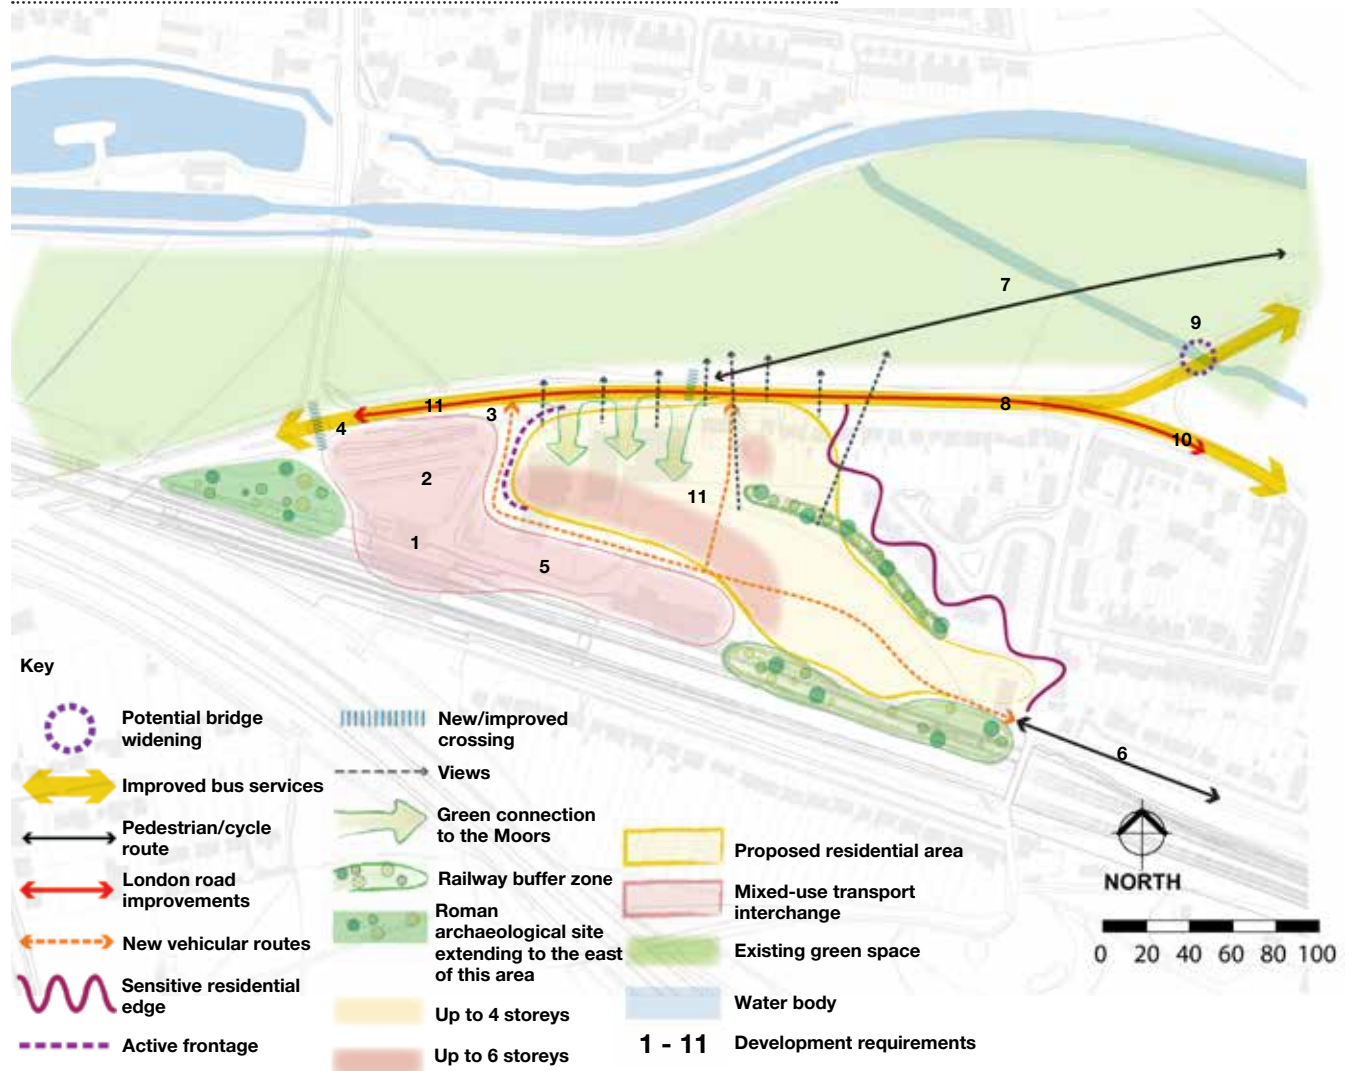 7
9
11
3
4
8
10
2
11
1
5
6
Key
Potential bridge
widening
Improved bus services
Pedestrian/cycle
route
London road
improvements
New vehicular routes
Sensitive residential
edge
Active frontage
New/improved
crossing
Views
Green connection
to the Moors
Railway buffer zone
Roman
archaeological site
extending to the east
of this area
Up to 4 storeys
Up to 6 storeys
Proposed residential area
Mixed-use transport
interchange
Existing green space
Water body
1 - 11 Development requirements
NORTH
0 20 40 60 80 100